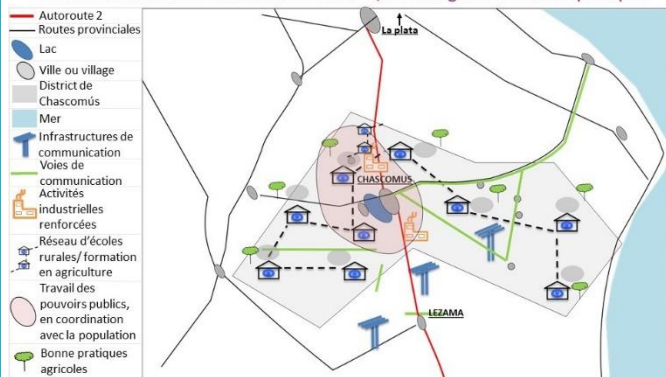 Autoroute 2
Routes provinciales
Lac
Ville ou village
District de
Chascomús
Mer
Infrastructures de
communication
Voies de
communication
Activités
industrielles
renforcées
Réseau d'écoles
rurales/ formation
en agriculture
Travail des
pouvoirs publics,
en coordination
avec la population
Bonne pratiques
agricoles
La plata
CHASCOMUS
LEZAMA